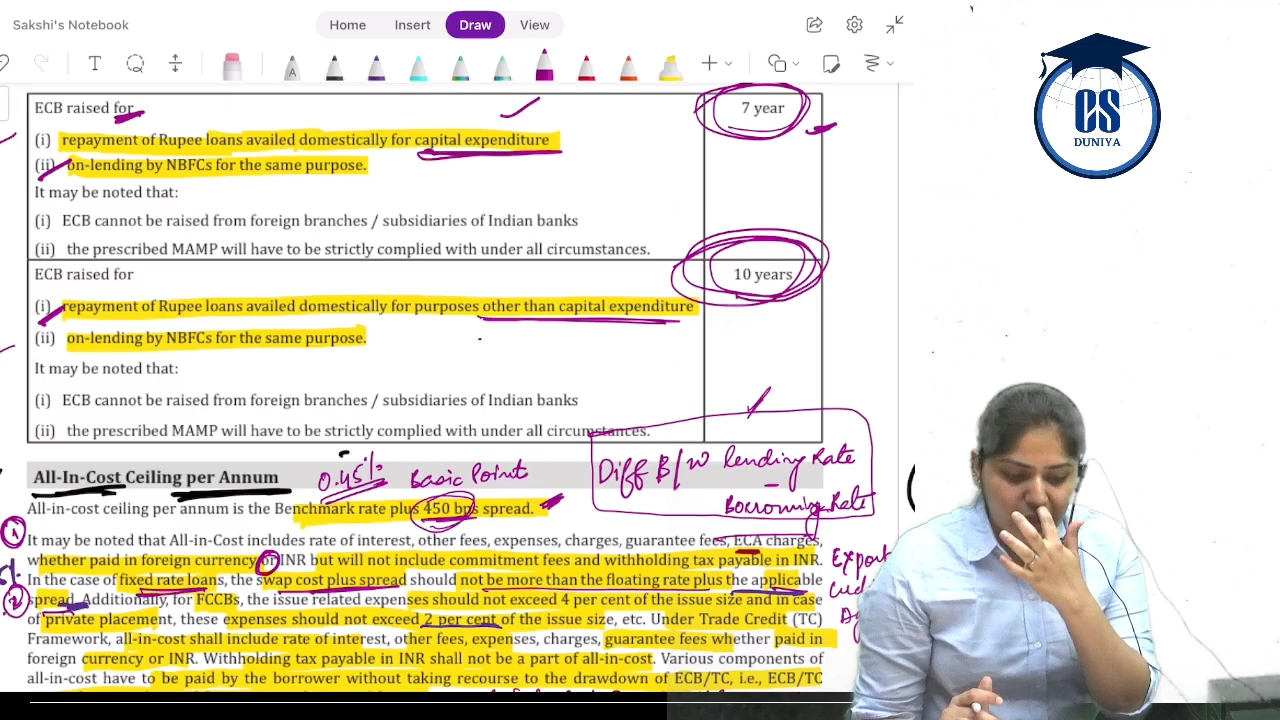 Sakshi's Notebook
Home Insert Draw View
CS
DUNIYA
ECB raised for
7 year
(i) repayment of Rupee loans availed domestically for capital expenditure
(ii) on-lending by NBFCs for the same purpose.
It may be noted that:
(i) ECB cannot be raised from foreign branches / subsidiaries of Indian banks
(ii) the prescribed MAMP will have to be strictly complied with under all circumstances.
ECB raised for
10 years
(i) repayment of Rupee loans availed domestically for purposes other than capital expenditure
(ii) on-lending by NBFCs for the same purpose.
It may be noted that:
(i) ECB cannot be raised from foreign branches / subsidiaries of Indian banks
(ii) the prescribed MAMP will have to be strictly complied with under all circumstances.
Diff B/w lending Rate
Borrowing Rate
All-In-Cost Ceiling per Annum
0.45% Basic Point
All-in-cost ceiling per annum is the Benchmark rate plus 450 bps spread.
1
It may be noted that All-in-Cost includes rate of interest, other fees, expenses, charges, guarantee fees, ECA charges,
whether paid in foreign currency or INR but will not include commitment fees and withholding tax payable in INR.
Export
In the case of fixed rate loans, the swap cost plus spread should not be more than the floating rate plus the applicable
2
spread. Additionally, for FCCBs, the issue related expenses should not exceed 4 per cent of the issue size and in case
of private placement, these expenses should not exceed 2 per cent of the issue size, etc. Under Trade Credit (TC)
Framework, all-in-cost shall include rate of interest, other fees, expenses, charges, guarantee fees whether paid in
foreign currency or INR. Withholding tax payable in INR shall not be a part of all-in-cost. Various components of
all-in-cost have to be paid by the borrower without taking recourse to the drawdown of ECB/TC, i.e., ECB/TC